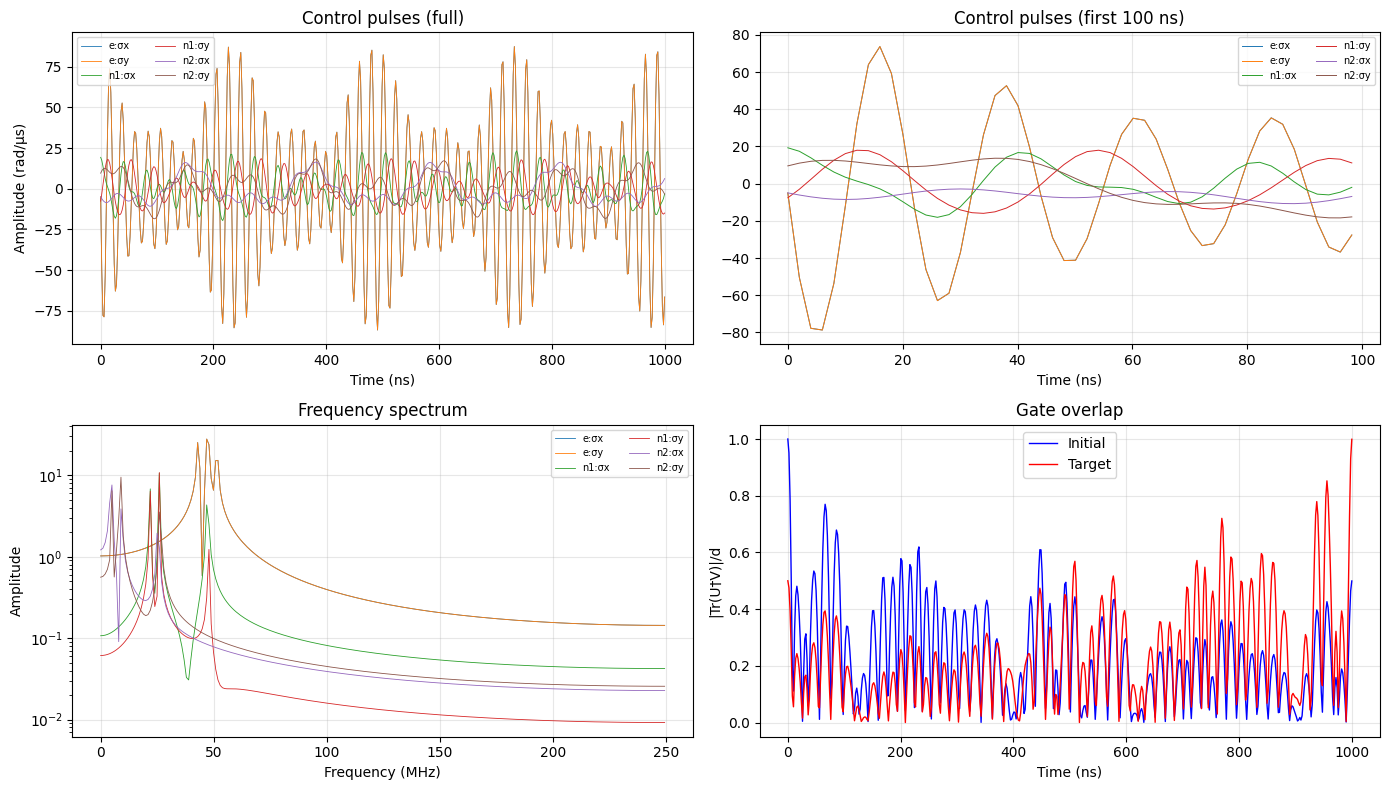 Control pulses (full)
e:σx n1:σy
e:σy n2:σx
n1:σx n2:σy
Amplitude (rad/μs)
75
50
25
0
−25
−50
−75
0 200 400 600 800 1000
Time (ns)
Control pulses (first 100 ns)
e:σx n1:σy
e:σy n2:σx
n1:σx n2:σy
80
60
40
20
0
−20
−40
−60
−80
0 20 40 60 80 100
Time (ns)
Frequency spectrum
e:σx n1:σy
e:σy n2:σx
n1:σx n2:σy
Amplitude
10¹
10⁰
10⁻¹
10⁻²
0 50 100 150 200 250
Frequency (MHz)
Gate overlap
Initial
Target
|Tr(U†V)|/d
1.0
0.8
0.6
0.4
0.2
0.0
0 200 400 600 800 1000
Time (ns)